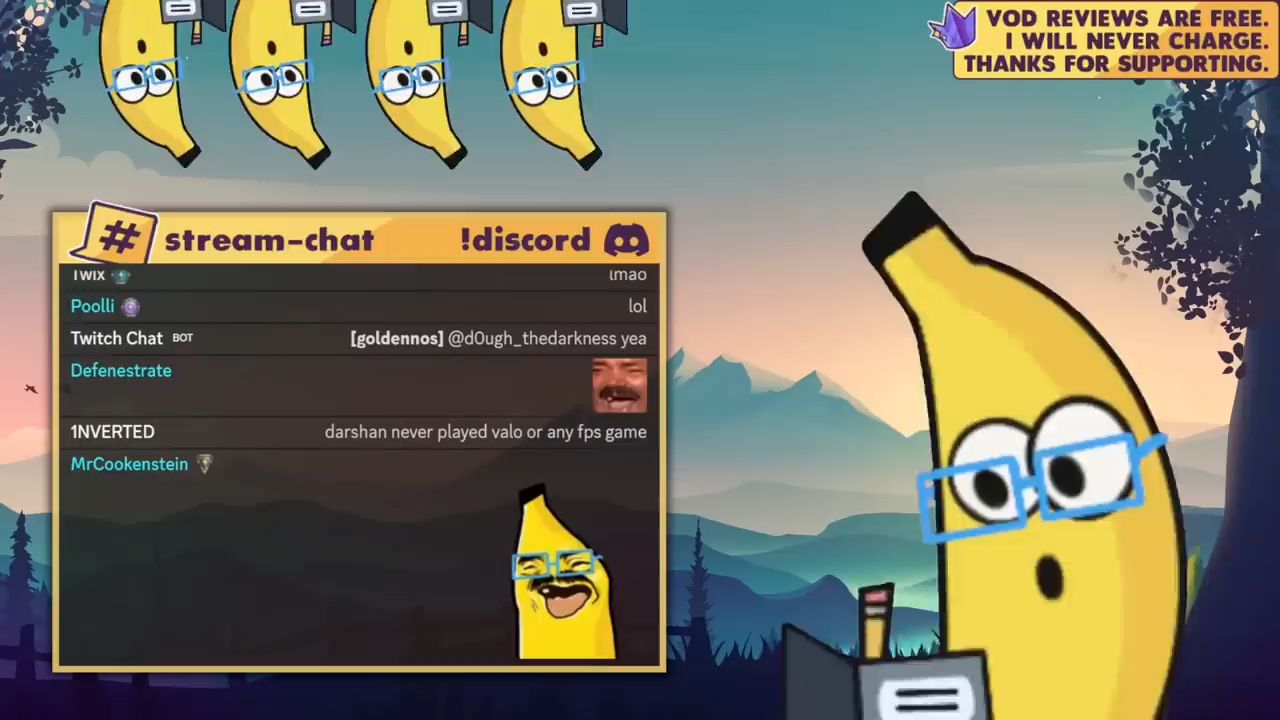 VOD REVIEWS ARE FREE.
I WILL NEVER CHARGE.
THANKS FOR SUPPORTING.
# stream-chat !discord
TWIX lmao
Poolli lol
Twitch Chat BOT [goldennos] @d0ugh_thedarkness yea
Defenestrate
1NVERTED darshan never played valo or any fps game
MrCookenstein